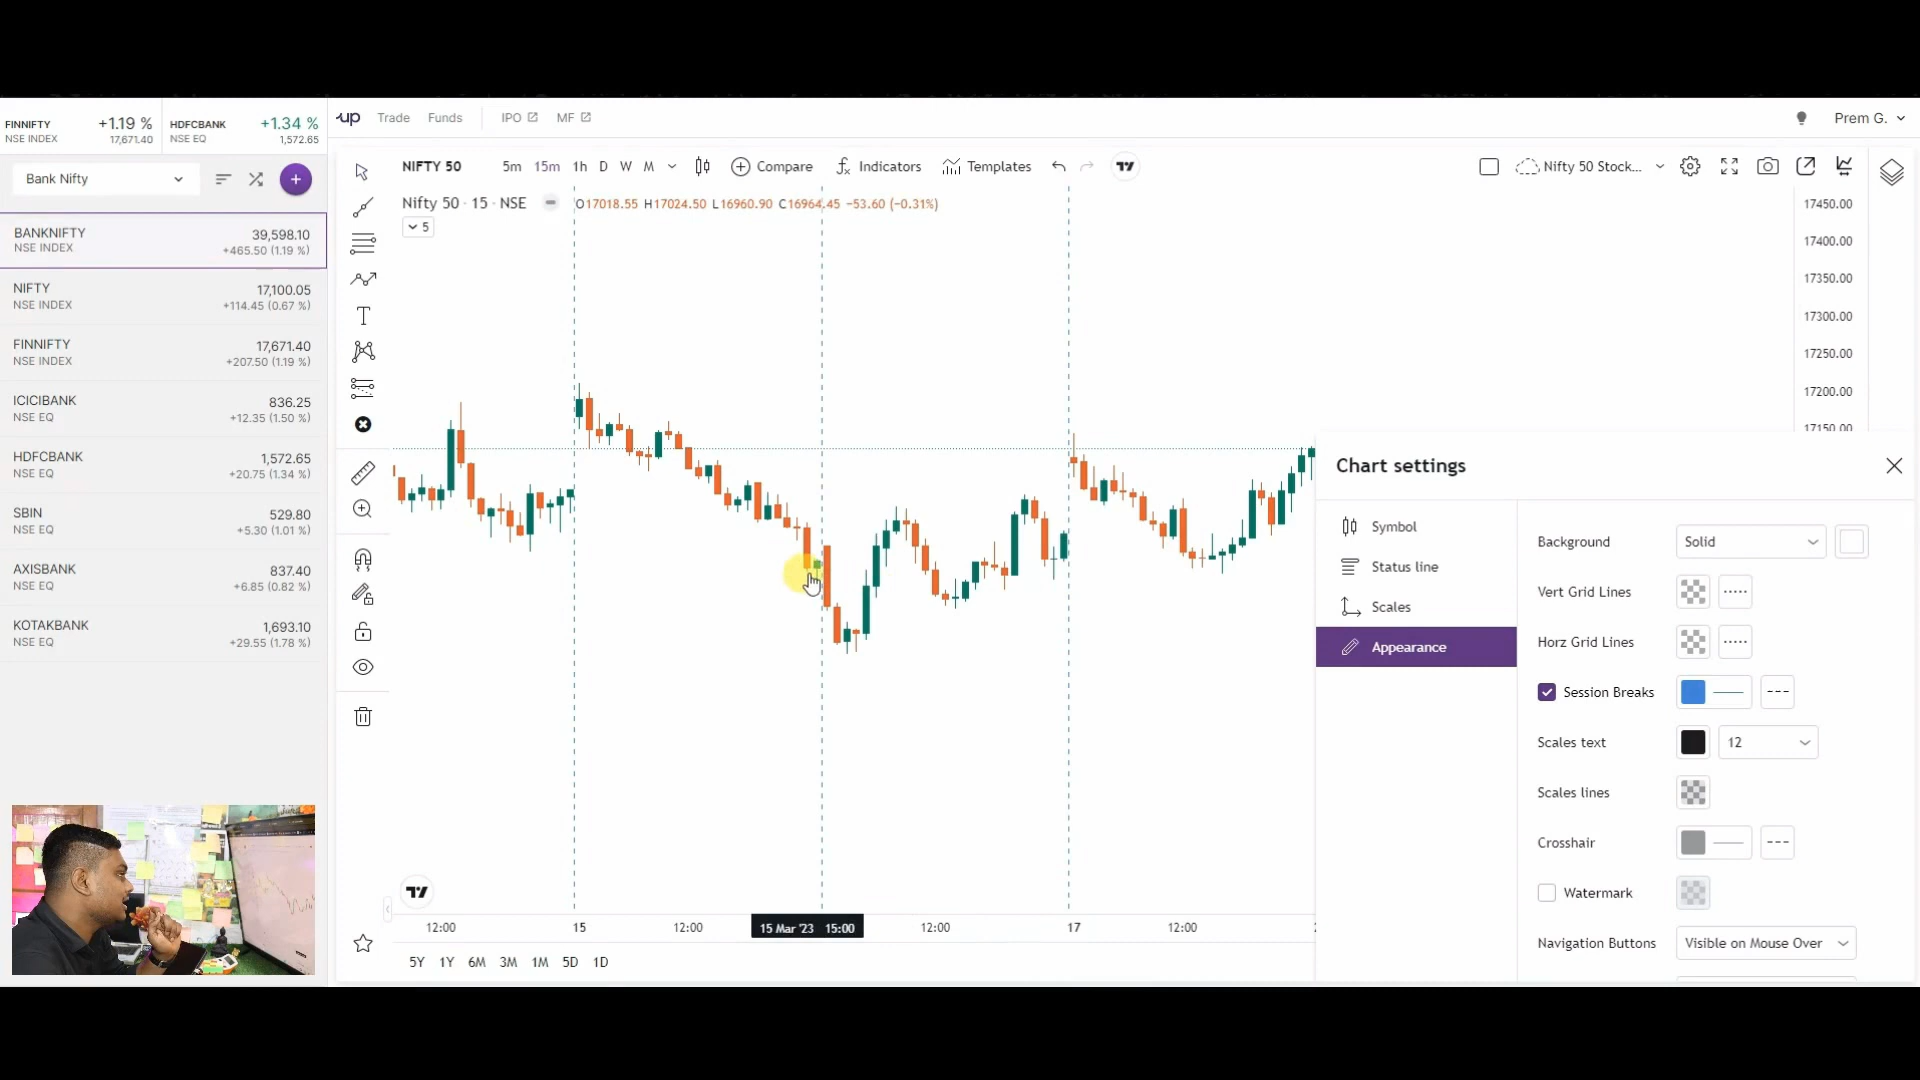 FINNIFTY +1.19 %
NSE INDEX 17,671.40
HDFCBANK +1.34 %
NSE EQ 1,572.65
up Trade Funds IPO MF Prem G.
Bank Nifty
BANKNIFTY 39,598.10
NSE INDEX +465.50 (1.19 %)
NIFTY 17,100.05
NSE INDEX +114.45 (0.67 %)
FINNIFTY 17,671.40
NSE INDEX +207.50 (1.19 %)
ICICIBANK 836.25
NSE EQ +12.35 (1.50 %)
HDFCBANK 1,572.65
NSE EQ +20.75 (1.34 %)
SBIN 529.80
NSE EQ +5.30 (1.01 %)
AXISBANK 837.40
NSE EQ +6.85 (0.82 %)
KOTAKBANK 1,693.10
NSE EQ +29.55 (1.78 %)
NIFTY 50 5m 15m 1h D W M Compare Indicators Templates Nifty 50 Stock...
Nifty 50 · 15 · NSE O17018.55 H17024.50 L16960.90 C16964.45 −53.60 (−0.31%)
5
17450.00
17400.00
17350.00
17300.00
17250.00
17200.00
17150.00
12:00 15 12:00 15 Mar '23 15:00 12:00 17 12:00
5Y 1Y 6M 3M 1M 5D 1D
Chart settings
Symbol
Status line
Scales
Appearance
Background Solid
Vert Grid Lines
Horz Grid Lines
Session Breaks
Scales text 12
Scales lines
Crosshair
Watermark
Navigation Buttons Visible on Mouse Over